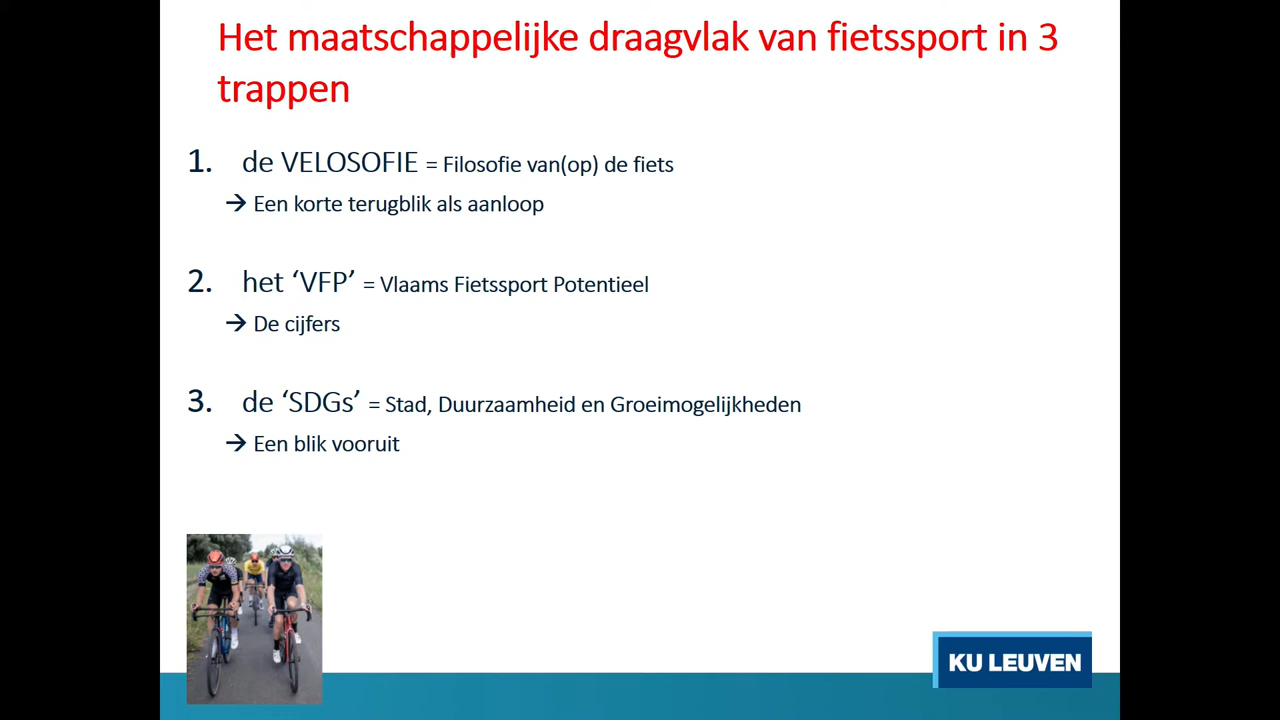 Het maatschappelijke draagvlak van fietssport in 3
trappen
1. de VELOSOFIE = Filosofie van(op) de fiets
→ Een korte terugblik als aanloop
2. het ‘VFP’ = Vlaams Fietssport Potentieel
→ De cijfers
3. de ‘SDGs’ = Stad, Duurzaamheid en Groeimogelijkheden
→ Een blik vooruit
KU LEUVEN